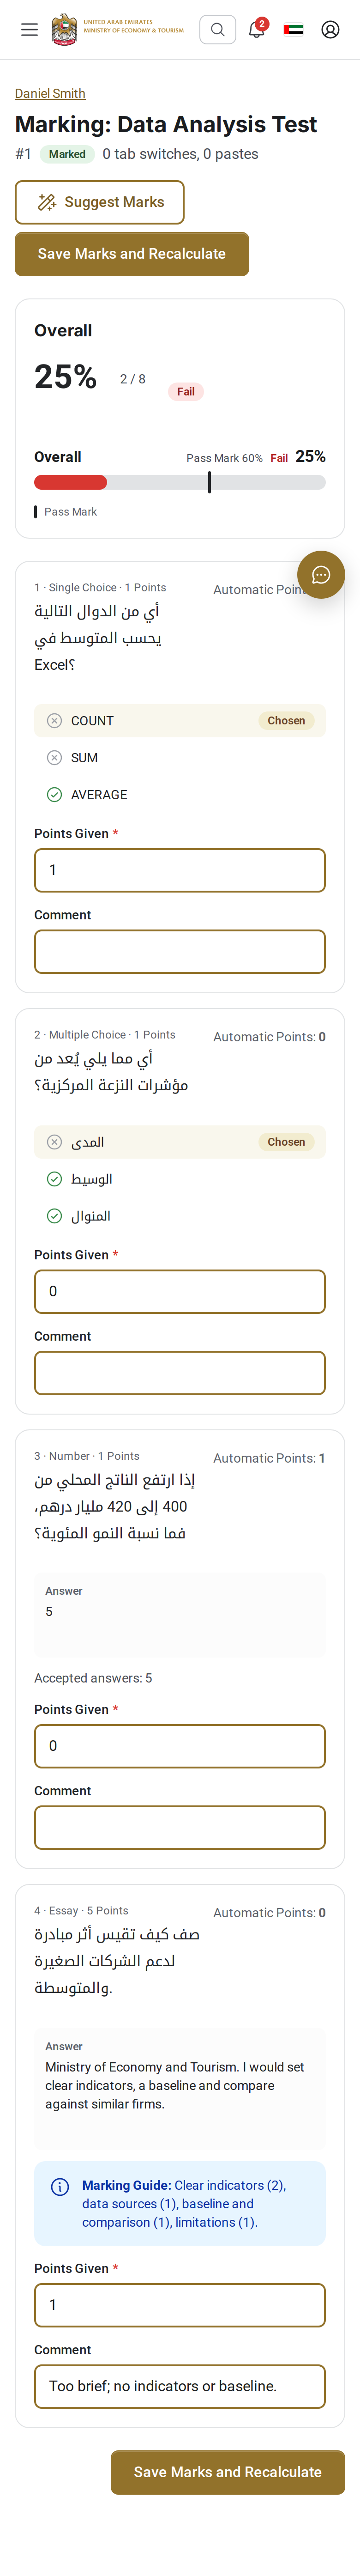 UNITED ARAB EMIRATES
MINISTRY OF ECONOMY & TOURISM
2
Daniel Smith
Marking: Data Analysis Test
#1 Marked 0 tab switches, 0 pastes
Suggest Marks
Save Marks and Recalculate
Overall
25% 2 / 8 Fail
Overall Pass Mark 60% Fail 25%
Pass Mark
1 · Single Choice · 1 Points
أي من الدوال التالية
يحسب المتوسط في
Excel؟
COUNT Chosen
SUM
AVERAGE
Points Given *
1
Comment
2 · Multiple Choice · 1 Points Automatic Points: 0
أي مما يلي يُعد من
مؤشرات النزعة المركزية؟
المدى Chosen
الوسيط
المنوال
Points Given *
0
Comment
3 · Number · 1 Points Automatic Points: 1
إذا ارتفع الناتج المحلي من
400 إلى 420 مليار درهم،
فما نسبة النمو المئوية؟
Answer
5
Accepted answers: 5
Points Given *
0
Comment
4 · Essay · 5 Points Automatic Points: 0
صف كيف تقيس أثر مبادرة
لدعم الشركات الصغيرة
والمتوسطة.
Answer
Ministry of Economy and Tourism. I would set
clear indicators, a baseline and compare
against similar firms.
Marking Guide: Clear indicators (2),
data sources (1), baseline and
comparison (1), limitations (1).
Points Given *
1
Comment
Too brief; no indicators or baseline.
Save Marks and Recalculate